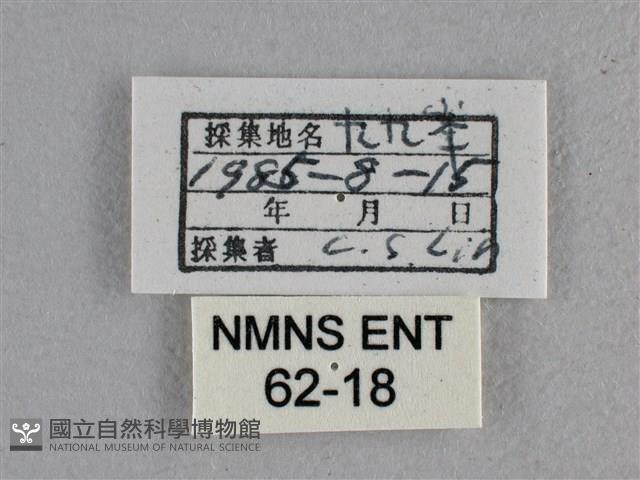 採集地名 九九峯
1985-8-15
年 月 日
採集者 C.S.Lin
NMNS ENT
62-18
國立自然科學博物館
NATIONAL MUSEUM OF NATURAL SCIENCE